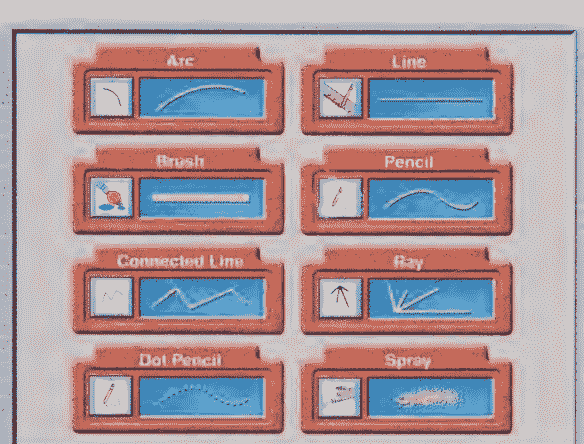 Arc
Line
Brush
Pencil
Connected Line
Ray
Dot Pencil
Spray